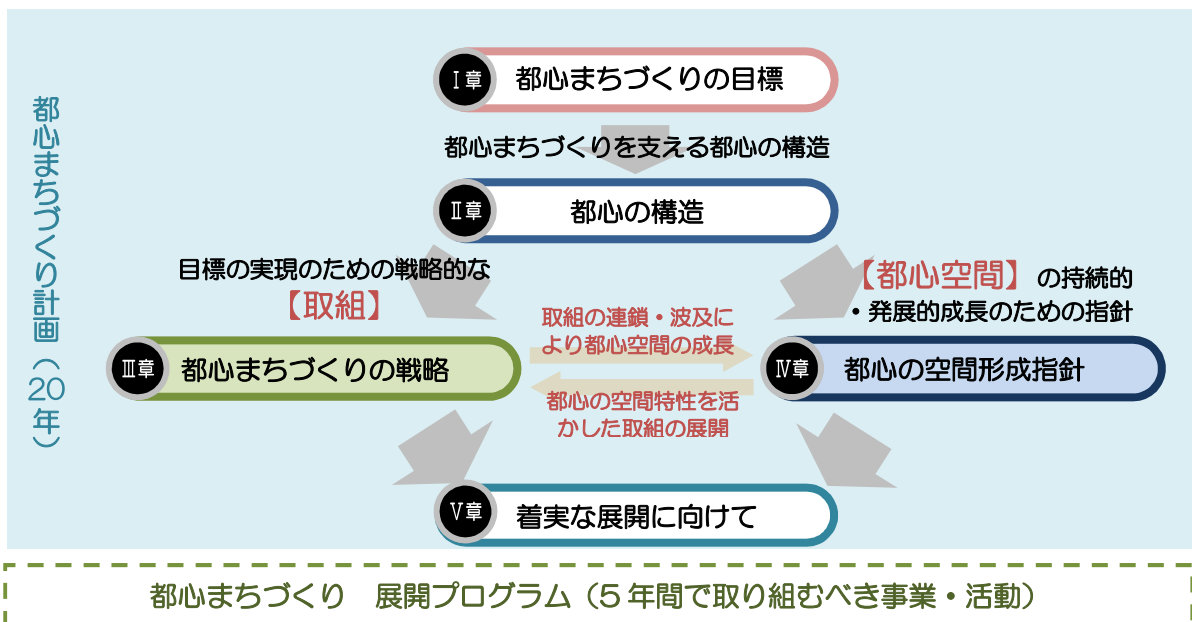 都心まちづくり計画（20年）
Ⅰ章 都心まちづくりの目標
都心まちづくりを支える都心の構造
Ⅱ章 都心の構造
目標の実現のための戦略的な
【取組】
【都心空間】の持続的
・発展的成長のための指針
取組の連鎖・波及に
より都心空間の成長
Ⅲ章 都心まちづくりの戦略
Ⅳ章 都心の空間形成指針
都心の空間特性を活
かした取組の展開
Ⅴ章 着実な展開に向けて
都心まちづくり　展開プログラム（5年間で取り組むべき事業・活動）